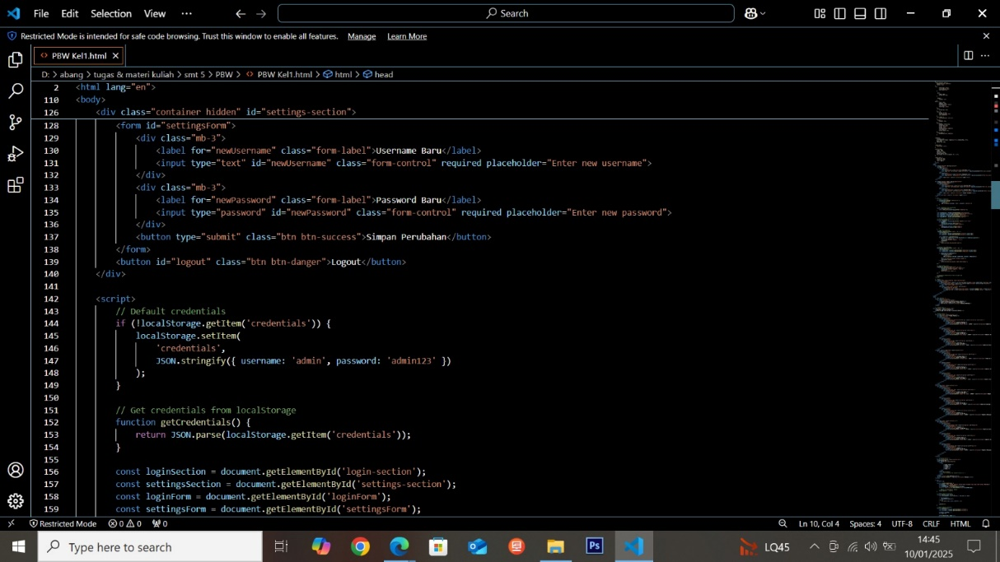 File Edit Selection View ··· Search
Restricted Mode is intended for safe code browsing. Trust this window to enable all features. Manage Learn More
PBW Kel1.html
D: > abang > tugas & materi kuliah > smt 5 > PBW > PBW Kel1.html > html > head
2 <html lang="en">
110 <body>
126 <div class="container hidden" id="settings-section">
128 <form id="settingsForm">
129 <div class="mb-3">
130 <label for="newUsername" class="form-label">Username Baru</label>
131 <input type="text" id="newUsername" class="form-control" required placeholder="Enter new username">
132 </div>
133 <div class="mb-3">
134 <label for="newPassword" class="form-label">Password Baru</label>
135 <input type="password" id="newPassword" class="form-control" required placeholder="Enter new password">
136 </div>
137 <button type="submit" class="btn btn-success">Simpan Perubahan</button>
138 </form>
139 <button id="logout" class="btn btn-danger">Logout</button>
140 </div>
141
142 <script>
143 // Default credentials
144 if (!localStorage.getItem('credentials')) {
145 localStorage.setItem(
146 'credentials',
147 JSON.stringify({ username: 'admin', password: 'admin123' })
148 );
149 }
150
151 // Get credentials from localStorage
152 function getCredentials() {
153 return JSON.parse(localStorage.getItem('credentials'));
154 }
155
156 const loginSection = document.getElementById('login-section');
157 const settingsSection = document.getElementById('settings-section');
158 const loginForm = document.getElementById('loginForm');
159 const settingsForm = document.getElementById('settingsForm');
Restricted Mode 0 0 0 Ln 10, Col 4 Spaces: 4 UTF-8 CRLF HTML
Type here to search Ps LQ45 14:45
10/01/2025